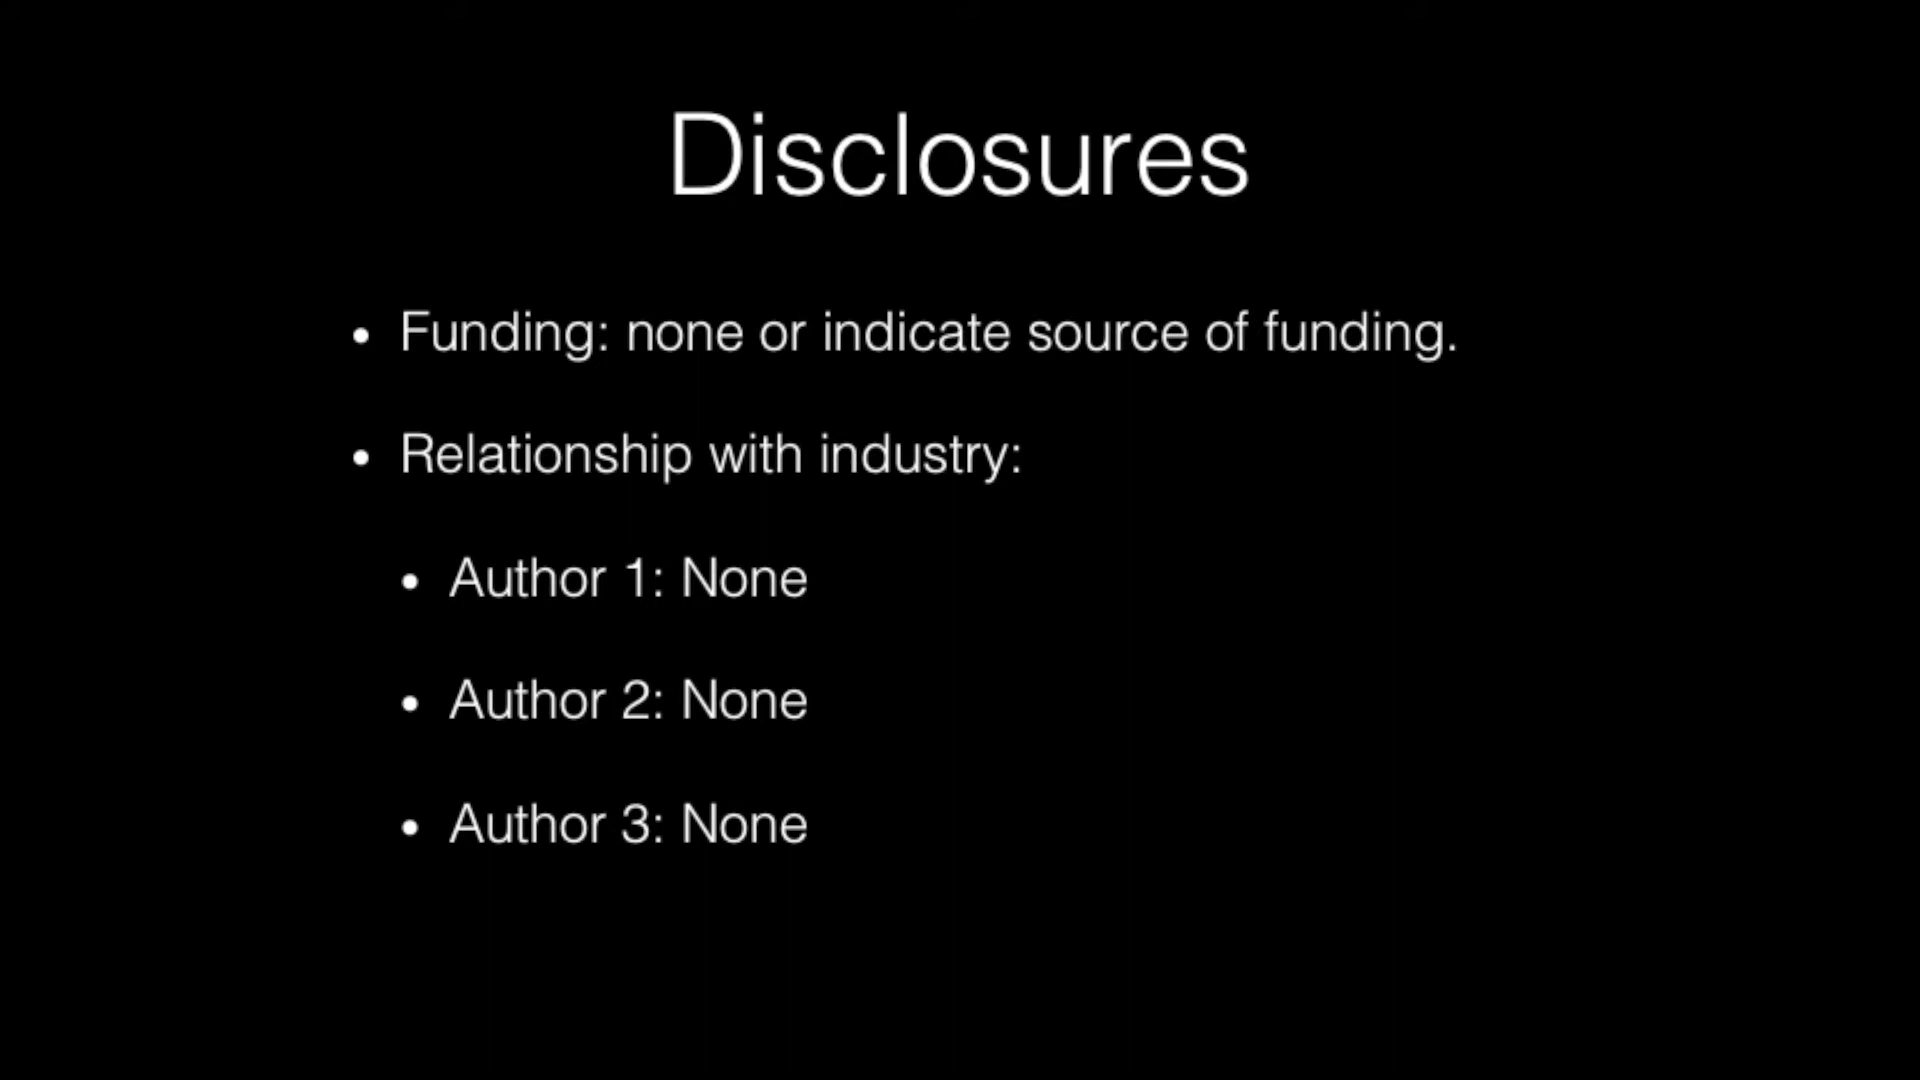 Disclosures
• Funding: none or indicate source of funding.
• Relationship with industry:
• Author 1: None
• Author 2: None
• Author 3: None